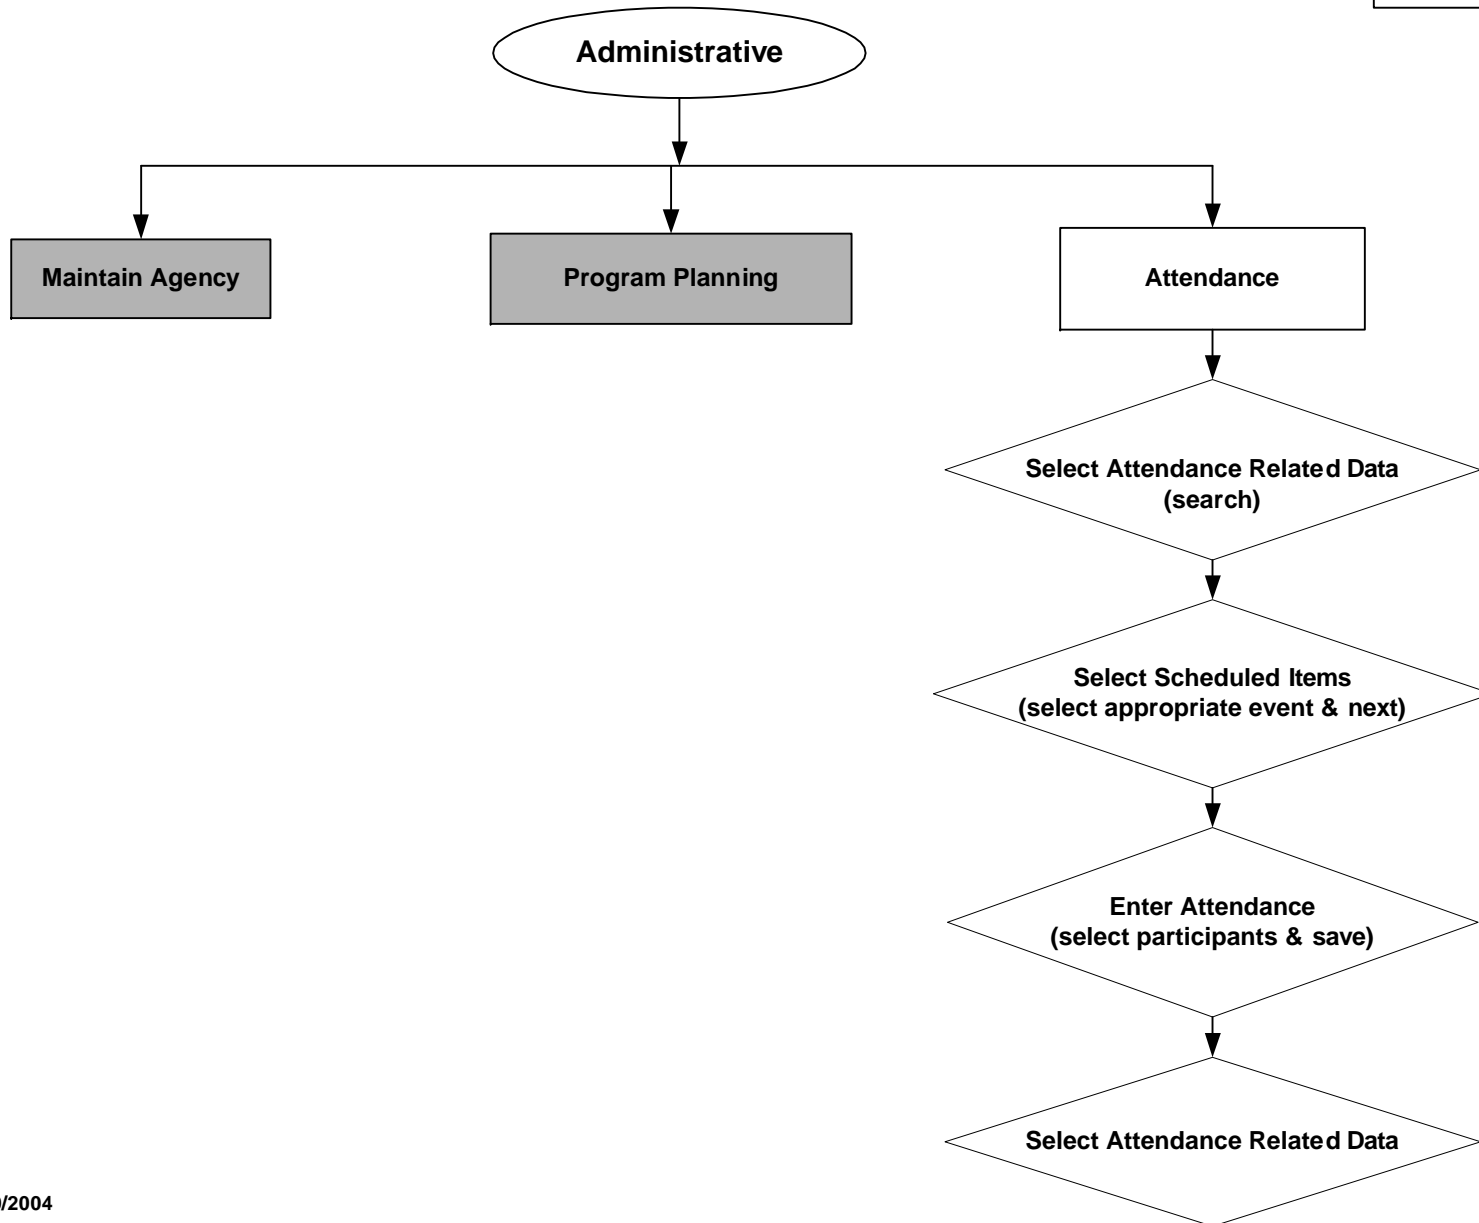 Administrative
Maintain Agency
Program Planning
Attendance
Select Attendance Related Data
(search)
Select Scheduled Items
(select appropriate event & next)
Enter Attendance
(select participants & save)
Select Attendance Related Data
/2004